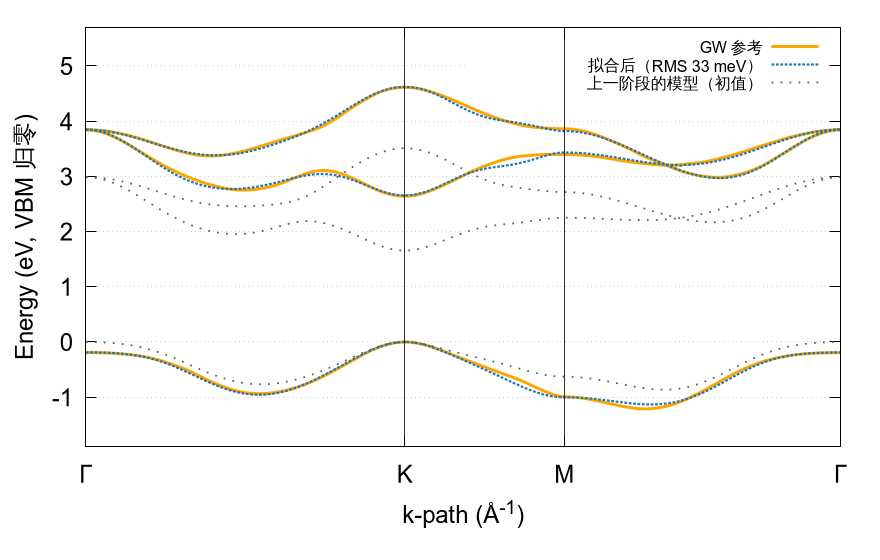 GW 参考
拟合后（RMS 33 meV）
上一阶段的模型（初值）
5
4
3
2
1
0
-1
Energy (eV, VBM 归零)
Γ K M Γ
k-path (Å-1)